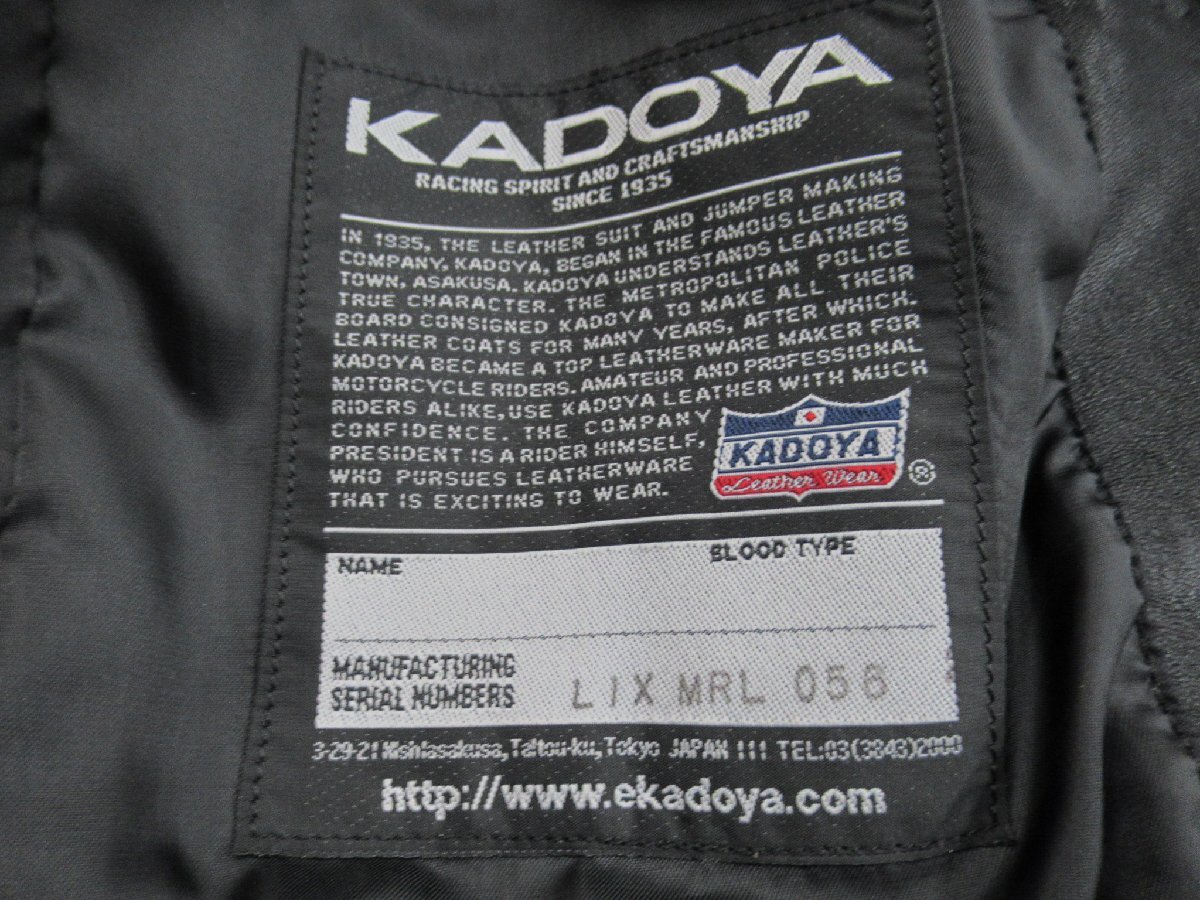 KADOYA
RACING SPIRIT AND CRAFTSMANSHIP
SINCE 1935
IN 1935, THE LEATHER SUIT AND JUMPER MAKING
COMPANY, KADOYA, BEGAN IN THE FAMOUS LEATHER
TOWN, ASAKUSA. KADOYA UNDERSTANDS LEATHER'S
TRUE CHARACTER. THE METROPOLITAN POLICE
BOARD CONSIGNED KADOYA TO MAKE ALL THEIR
LEATHER COATS FOR MANY YEARS, AFTER WHICH.
KADOYA BECAME A TOP LEATHERWARE MAKER FOR
MOTORCYCLE RIDERS. AMATEUR AND PROFESSIONAL
RIDERS ALIKE, USE KADOYA LEATHER WITH MUCH
CONFIDENCE. THE COMPANY
PRESIDENT IS A RIDER HIMSELF,
WHO PURSUES LEATHERWARE
THAT IS EXCITING TO WEAR.
KADOYA
Leather Wear ®
NAME BLOOD TYPE
MANUFACTURING
SERIAL NUMBERS LIX MRL 056
3-29-21 Nishiasakusa, Taitou-ku, Tokyo JAPAN 111 TEL:03(3843)2000
http://www.ekadoya.com